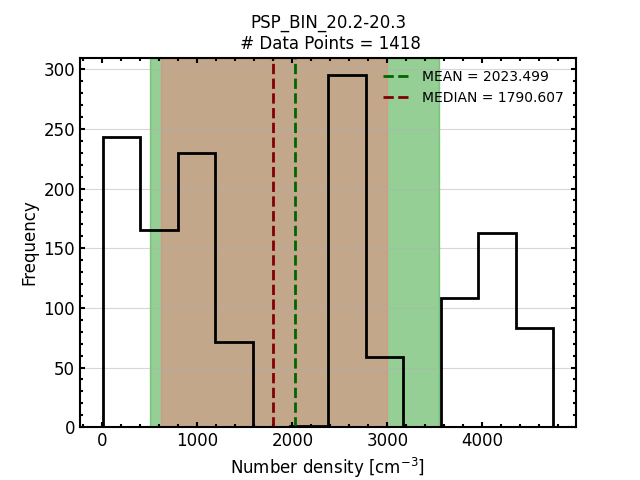 PSP_BIN_20.2-20.3
# Data Points = 1418
MEAN = 2023.499
MEDIAN = 1790.607
300
250
200
150
100
50
0
Frequency
0 1000 2000 3000 4000
Number density [cm⁻³]